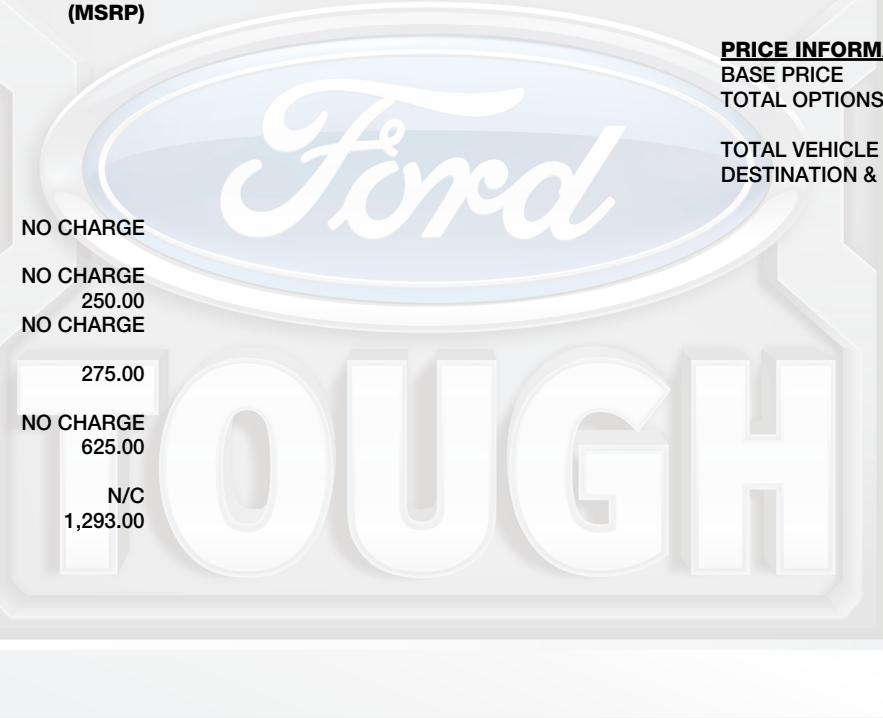 (MSRP)
NO CHARGE
NO CHARGE
250.00
NO CHARGE
275.00
NO CHARGE
625.00
N/C
1,293.00
PRICE INFORMA
BASE PRICE
TOTAL OPTIONS
TOTAL VEHICLE
DESTINATION &
Ford
TOUGH